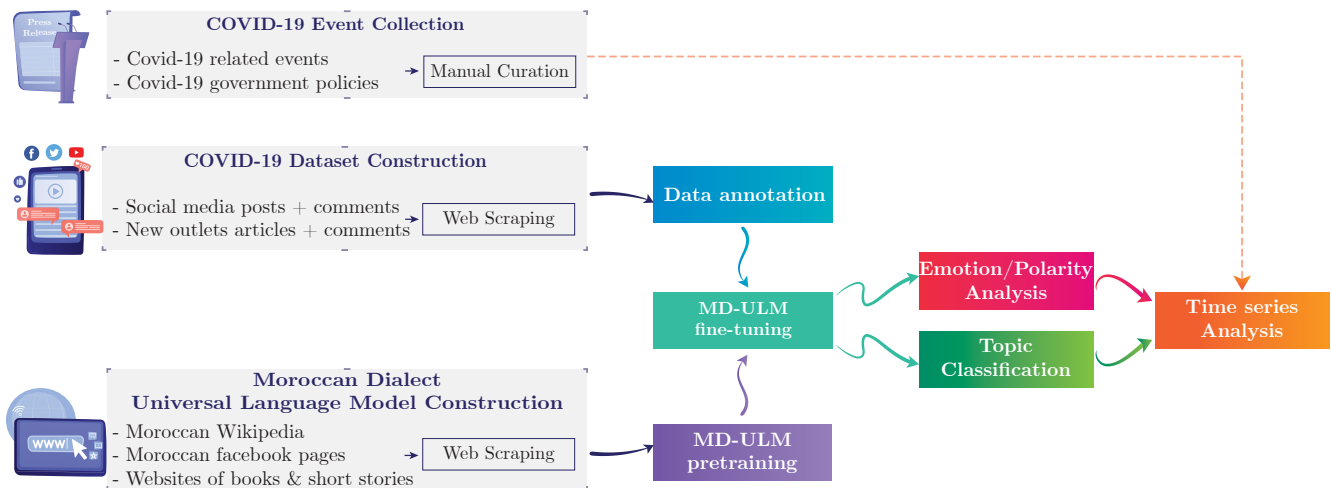 Press
Release
COVID-19 Event Collection
- Covid-19 related events
- Covid-19 government policies
Manual Curation
COVID-19 Dataset Construction
- Social media posts + comments
- New outlets articles + comments
Web Scraping
Data annotation
MD-ULM
fine-tuning
Emotion/Polarity
Analysis
Topic
Classification
Time series
Analysis
Moroccan Dialect
Universal Language Model Construction
WWW
- Moroccan Wikipedia
- Moroccan facebook pages
- Websites of books & short stories
Web Scraping
MD-ULM
pretraining